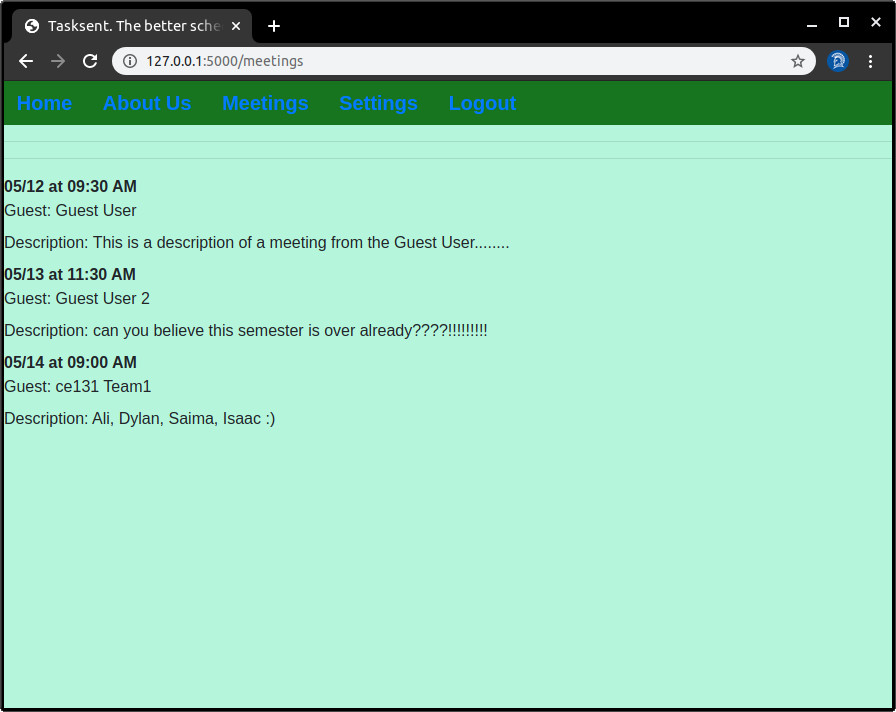 Tasksent. The better sche
127.0.0.1:5000/meetings
Home About Us Meetings Settings Logout
05/12 at 09:30 AM
Guest: Guest User
Description: This is a description of a meeting from the Guest User........
05/13 at 11:30 AM
Guest: Guest User 2
Description: can you believe this semester is over already????!!!!!!!!!
05/14 at 09:00 AM
Guest: ce131 Team1
Description: Ali, Dylan, Saima, Isaac :)